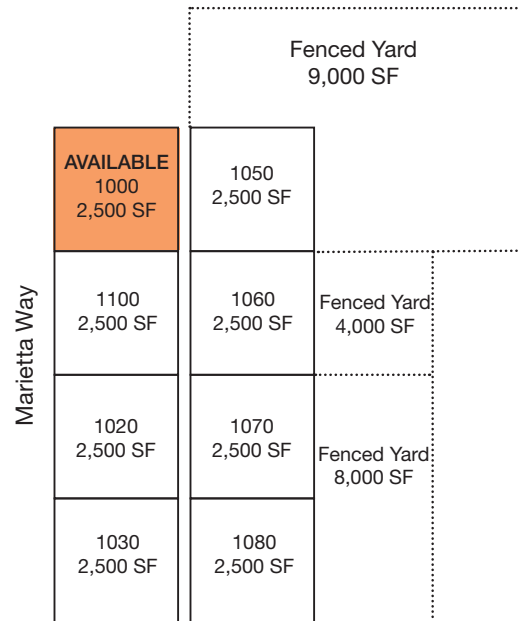 Fenced Yard
9,000 SF
AVAILABLE
1000
2,500 SF
1050
2,500 SF
Marietta Way
1100
2,500 SF
1060
2,500 SF
Fenced Yard
4,000 SF
1020
2,500 SF
1070
2,500 SF
Fenced Yard
8,000 SF
1030
2,500 SF
1080
2,500 SF